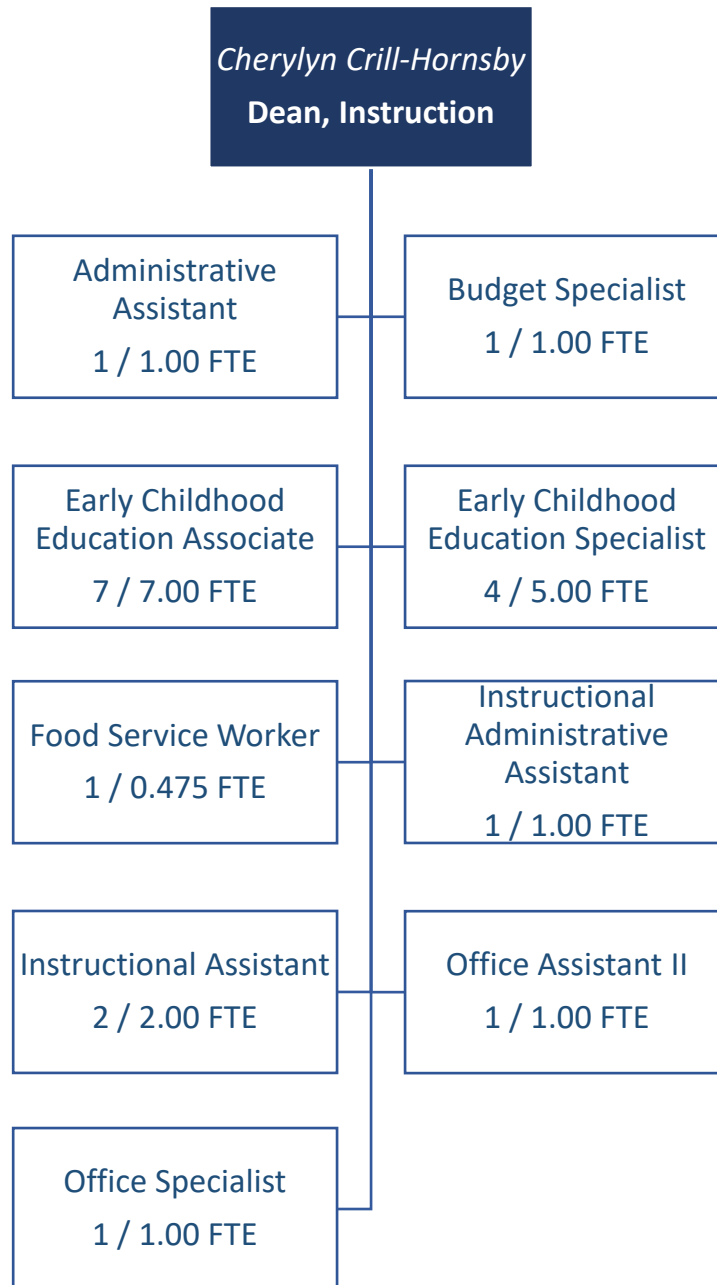 Cherylyn Crill-Hornsby
Dean, Instruction
Administrative
Assistant
1 / 1.00 FTE
Budget Specialist
1 / 1.00 FTE
Early Childhood
Education Associate
7 / 7.00 FTE
Early Childhood
Education Specialist
4 / 5.00 FTE
Food Service Worker
1 / 0.475 FTE
Instructional
Administrative
Assistant
1 / 1.00 FTE
Instructional Assistant
2 / 2.00 FTE
Office Assistant II
1 / 1.00 FTE
Office Specialist
1 / 1.00 FTE